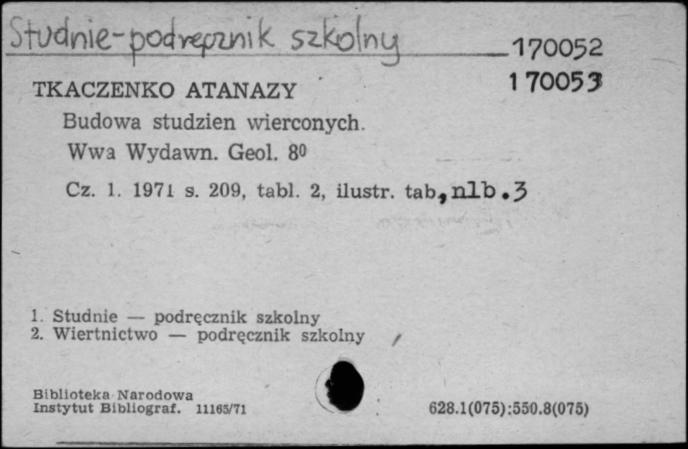 Studnie-podręcznik szkolny
170052
170053
TKACZENKO ATANAZY
Budowa studzien wierconych.
Wwa Wydawn. Geol. 8⁰
Cz. 1. 1971 s. 209, tabl. 2, ilustr. tab, nlb. 3
1. Studnie — podręcznik szkolny
2. Wiertnictwo — podręcznik szkolny
Biblioteka Narodowa
Instytut Bibliograf. 11165/71
628.1(075):550.8(075)